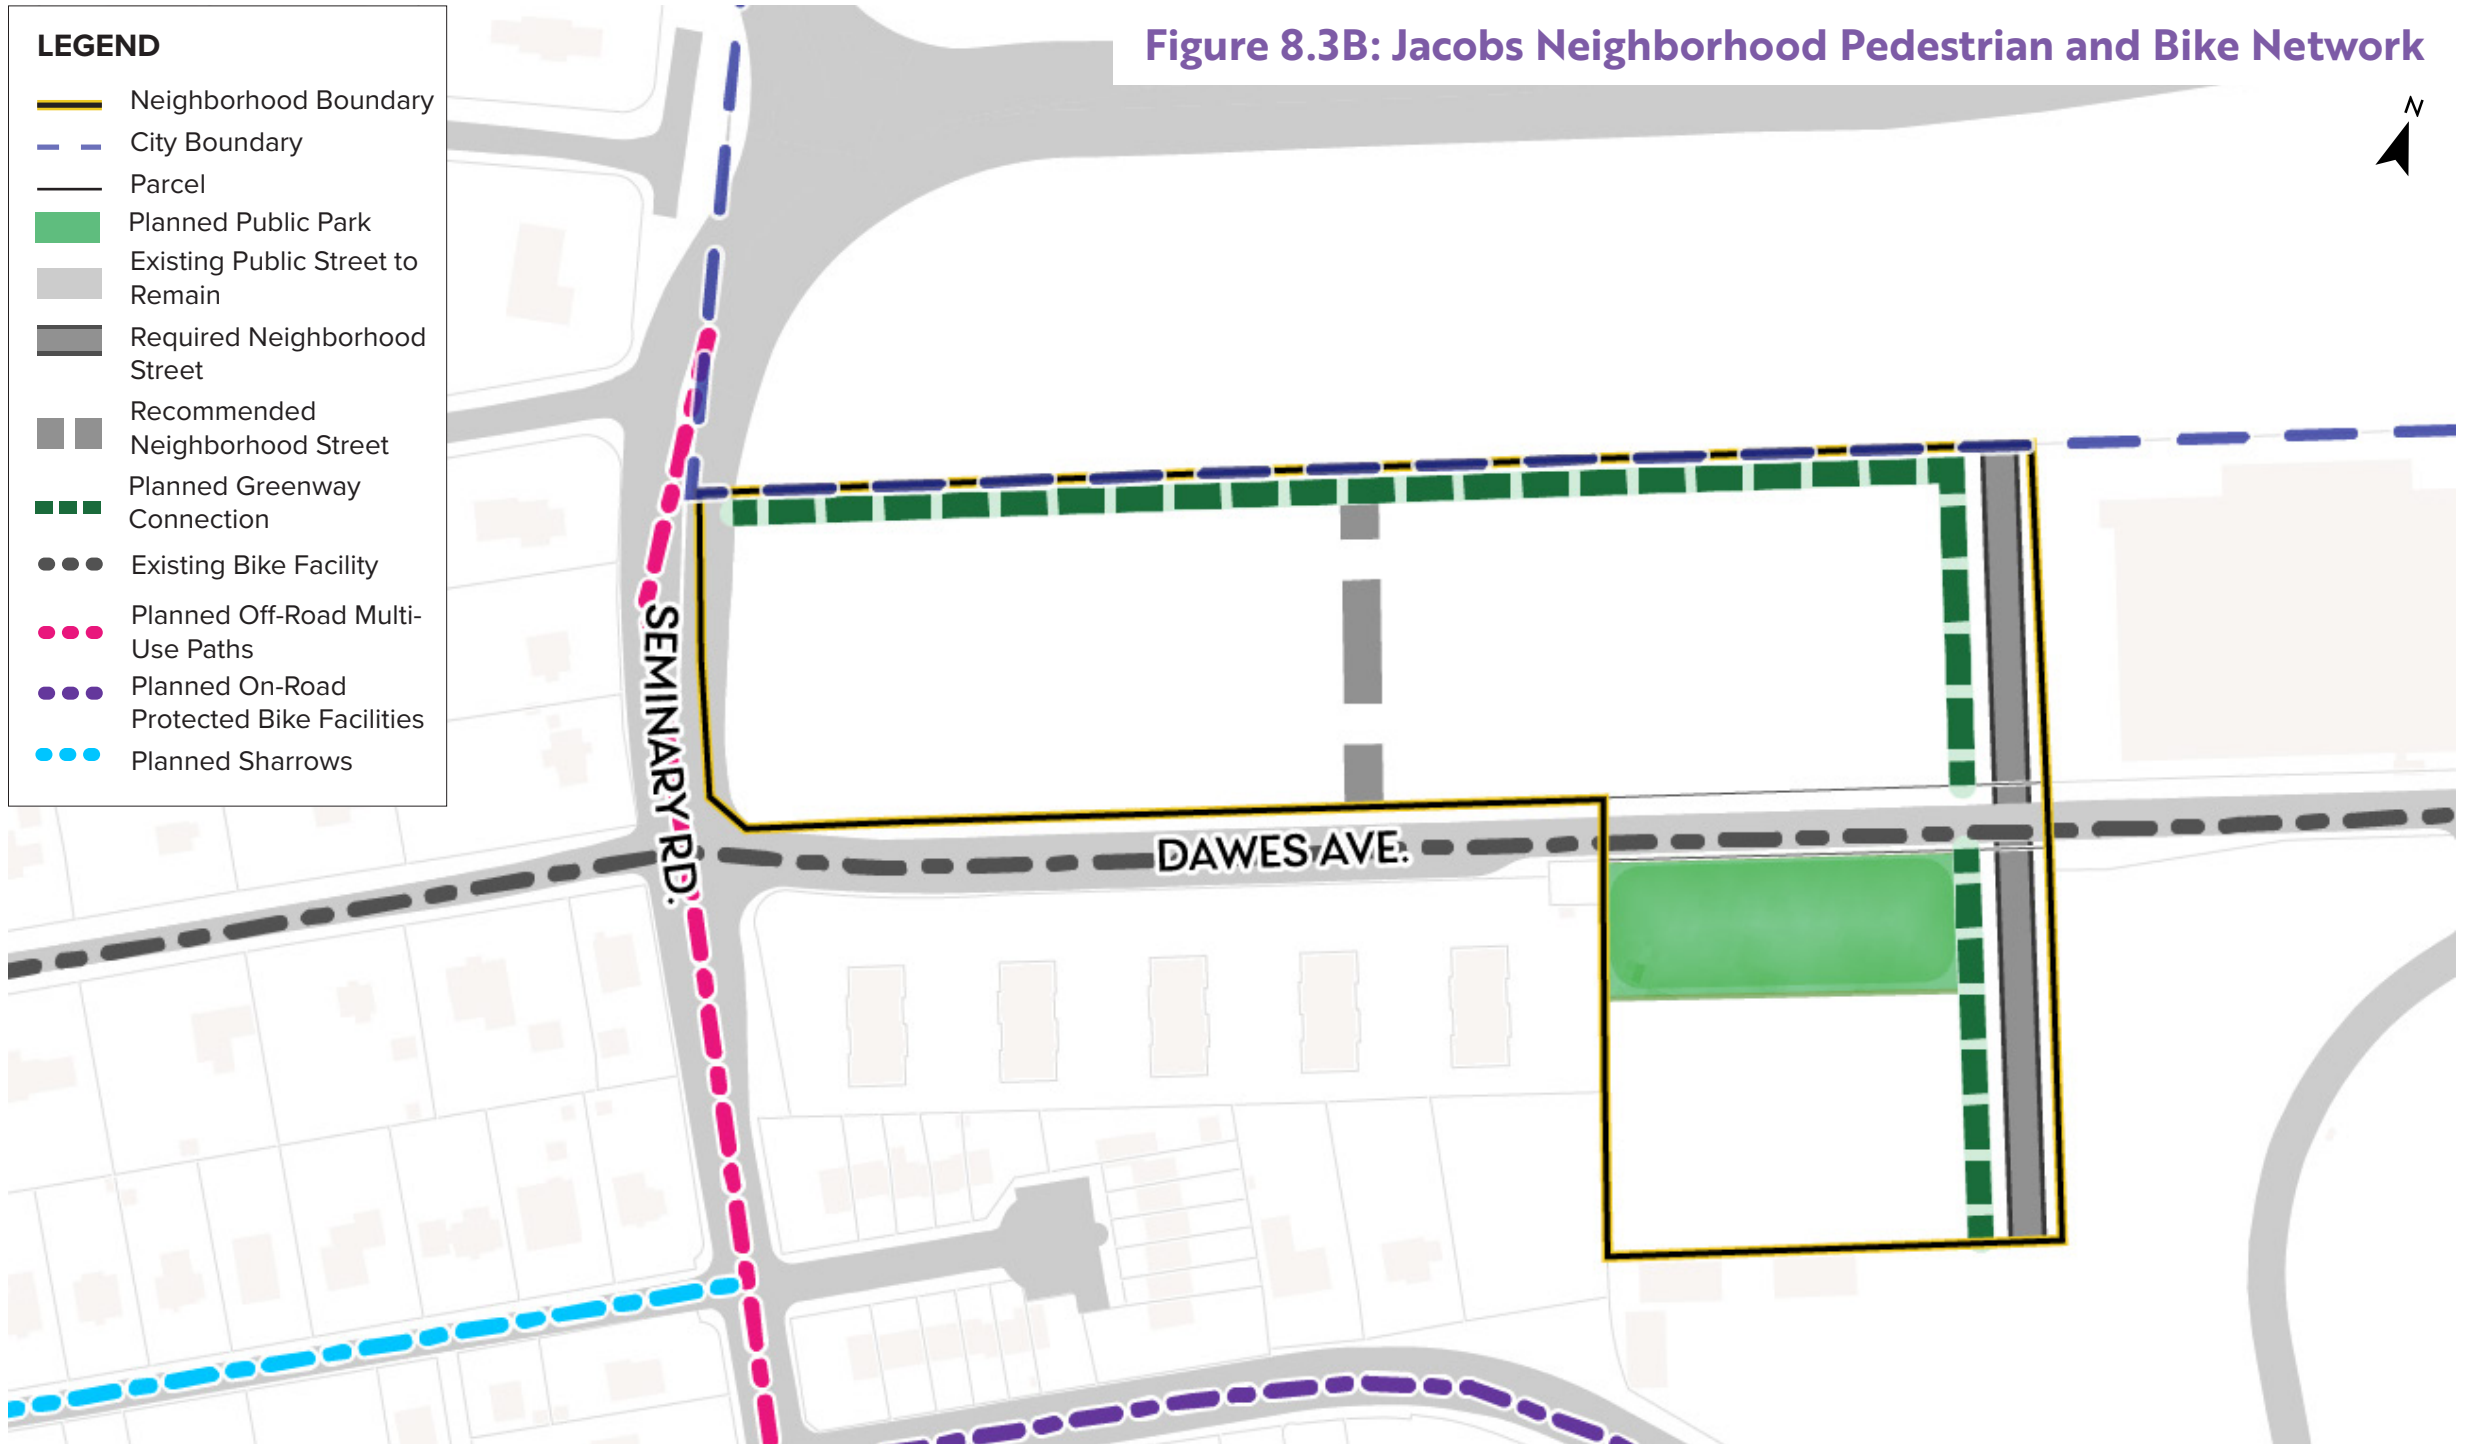 LEGEND
Neighborhood Boundary
City Boundary
Parcel
Planned Public Park
Existing Public Street to
Remain
Required Neighborhood
Street
Recommended
Neighborhood Street
Planned Greenway
Connection
Existing Bike Facility
Planned Off-Road Multi-
Use Paths
Planned On-Road
Protected Bike Facilities
Planned Sharrows
Figure 8.3B: Jacobs Neighborhood Pedestrian and Bike Network
N
SEMINARY RD.
DAWES AVE.